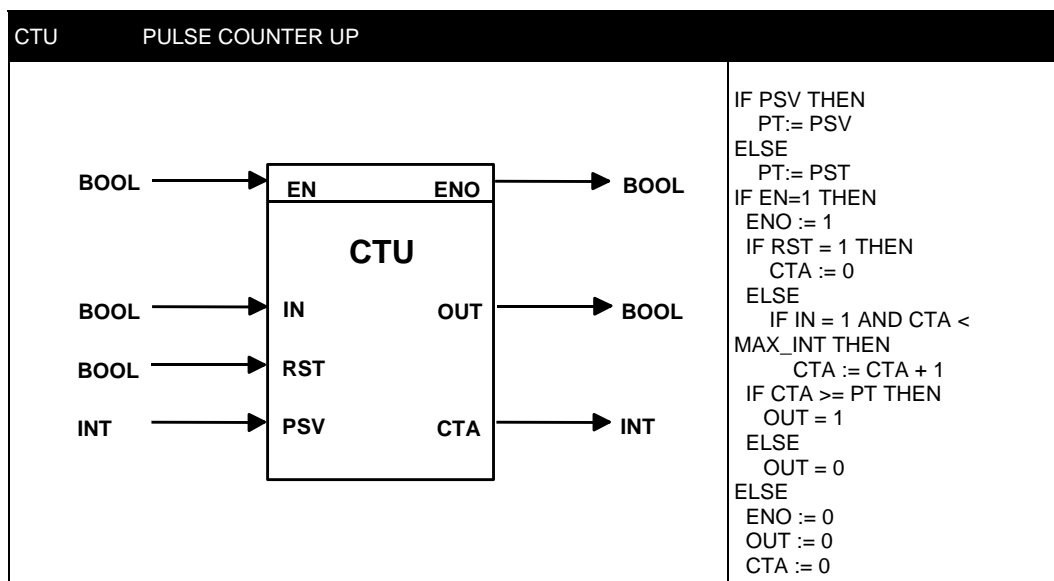 CTU PULSE COUNTER UP
BOOL EN ENO BOOL
CTU
BOOL IN OUT BOOL
BOOL RST
INT PSV CTA INT
IF PSV THEN
PT:= PSV
ELSE
PT:= PST
IF EN=1 THEN
ENO := 1
IF RST = 1 THEN
CTA := 0
ELSE
IF IN = 1 AND CTA <
MAX_INT THEN
CTA := CTA + 1
IF CTA >= PT THEN
OUT = 1
ELSE
OUT = 0
ELSE
ENO := 0
OUT := 0
CTA := 0